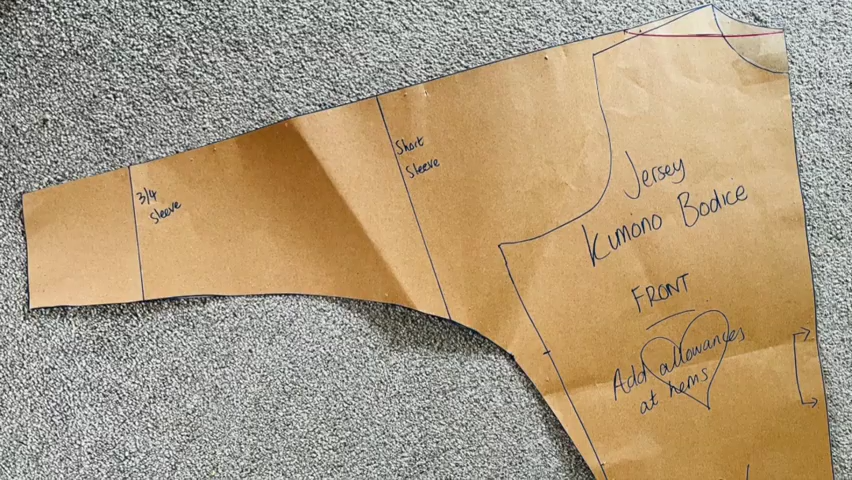 3/4
Sleeve
Short
Sleeve
Jersey
Kimono Bodice
FRONT
Add allowances
at hems